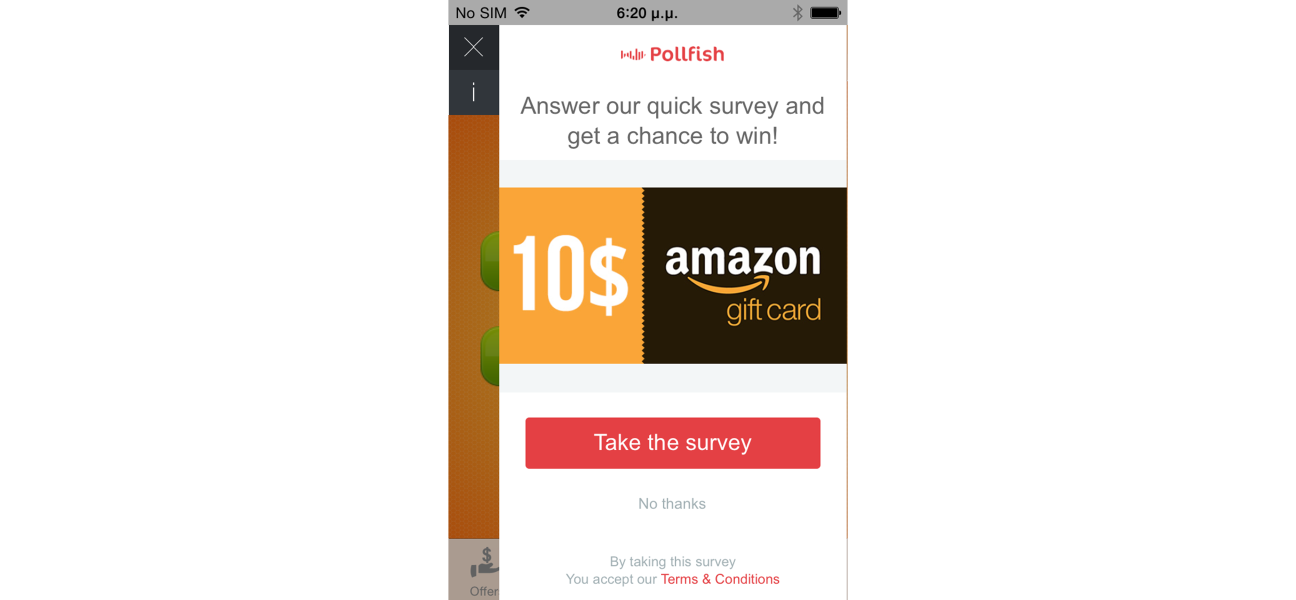 No SIM 6:20 μ.μ.
Pollfish
i
Answer our quick survey and
get a chance to win!
10$ amazon
gift card
Take the survey
No thanks
By taking this survey
You accept our Terms & Conditions
Offer